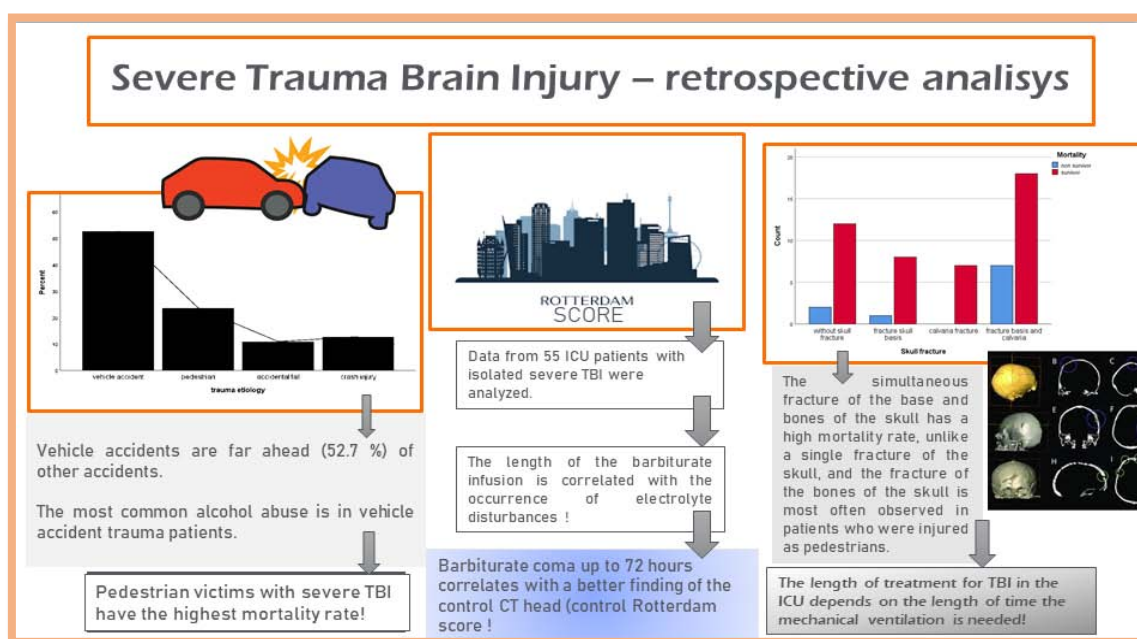 Severe Trauma Brain Injury – retrospective analisys
Percent
vehicle accident
pedestrian
accidental fall
crash injury
trauma etiology
Vehicle accidents are far ahead (52.7 %) of
other accidents.
The most common alcohol abuse is in vehicle
accident trauma patients.
Pedestrian victims with severe TBI
have the highest mortality rate!
ROTTERDAM
SCORE
Data from 55 ICU patients with
isolated severe TBI were
analyzed.
The length of the barbiturate
infusion is correlated with the
occurrence of electrolyte
disturbances !
Barbiturate coma up to 72 hours
correlates with a better finding of the
control CT head (control Rotterdam
score !
Mortality
non survivor
survivor
Count
20
15
10
5
0
without skull
fracture
fracture skull
basis
calvaria fracture
fracture basis and
calvaria
Skull fracture
The simultaneous
fracture of the base and
bones of the skull has a
high mortality rate, unlike
a single fracture of the
skull, and the fracture of
the bones of the skull is
most often observed in
patients who were injured
as pedestrians.
B
C
E
F
H
I
The length of treatment for TBI in the
ICU depends on the length of time the
mechanical ventilation is needed!